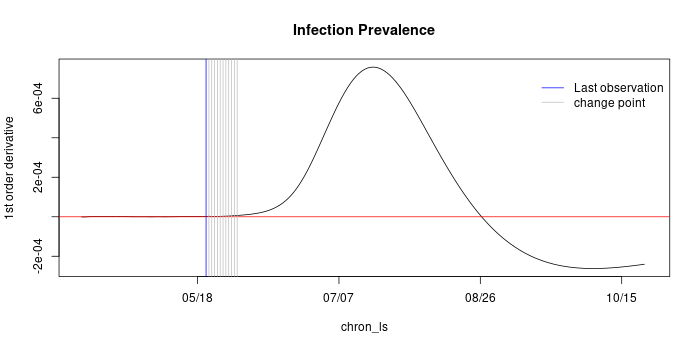 Infection Prevalence
1st order derivative
6e-04
2e-04
-2e-04
Last observation
change point
05/18
07/07
08/26
10/15
chron_ls